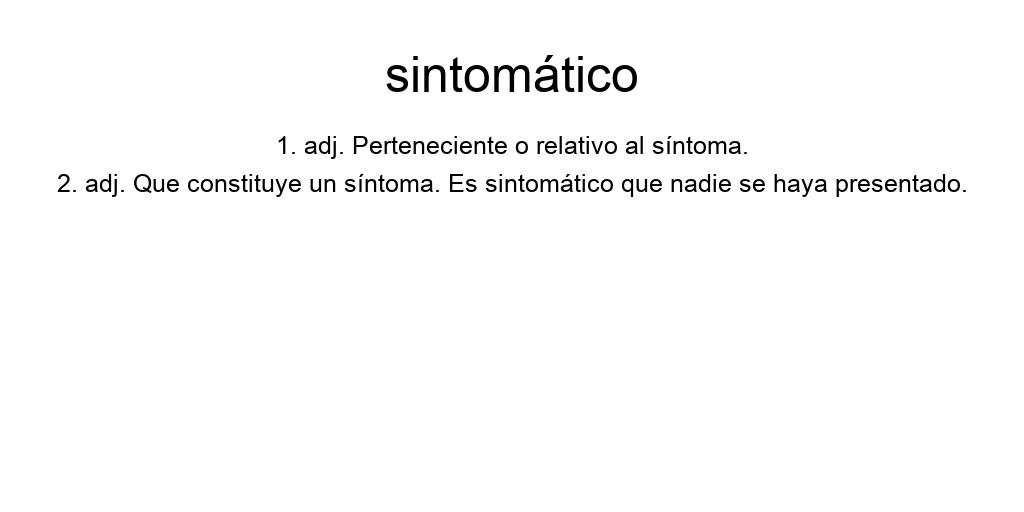 sintomático
1. adj. Perteneciente o relativo al síntoma.
2. adj. Que constituye un síntoma. Es sintomático que nadie se haya presentado.